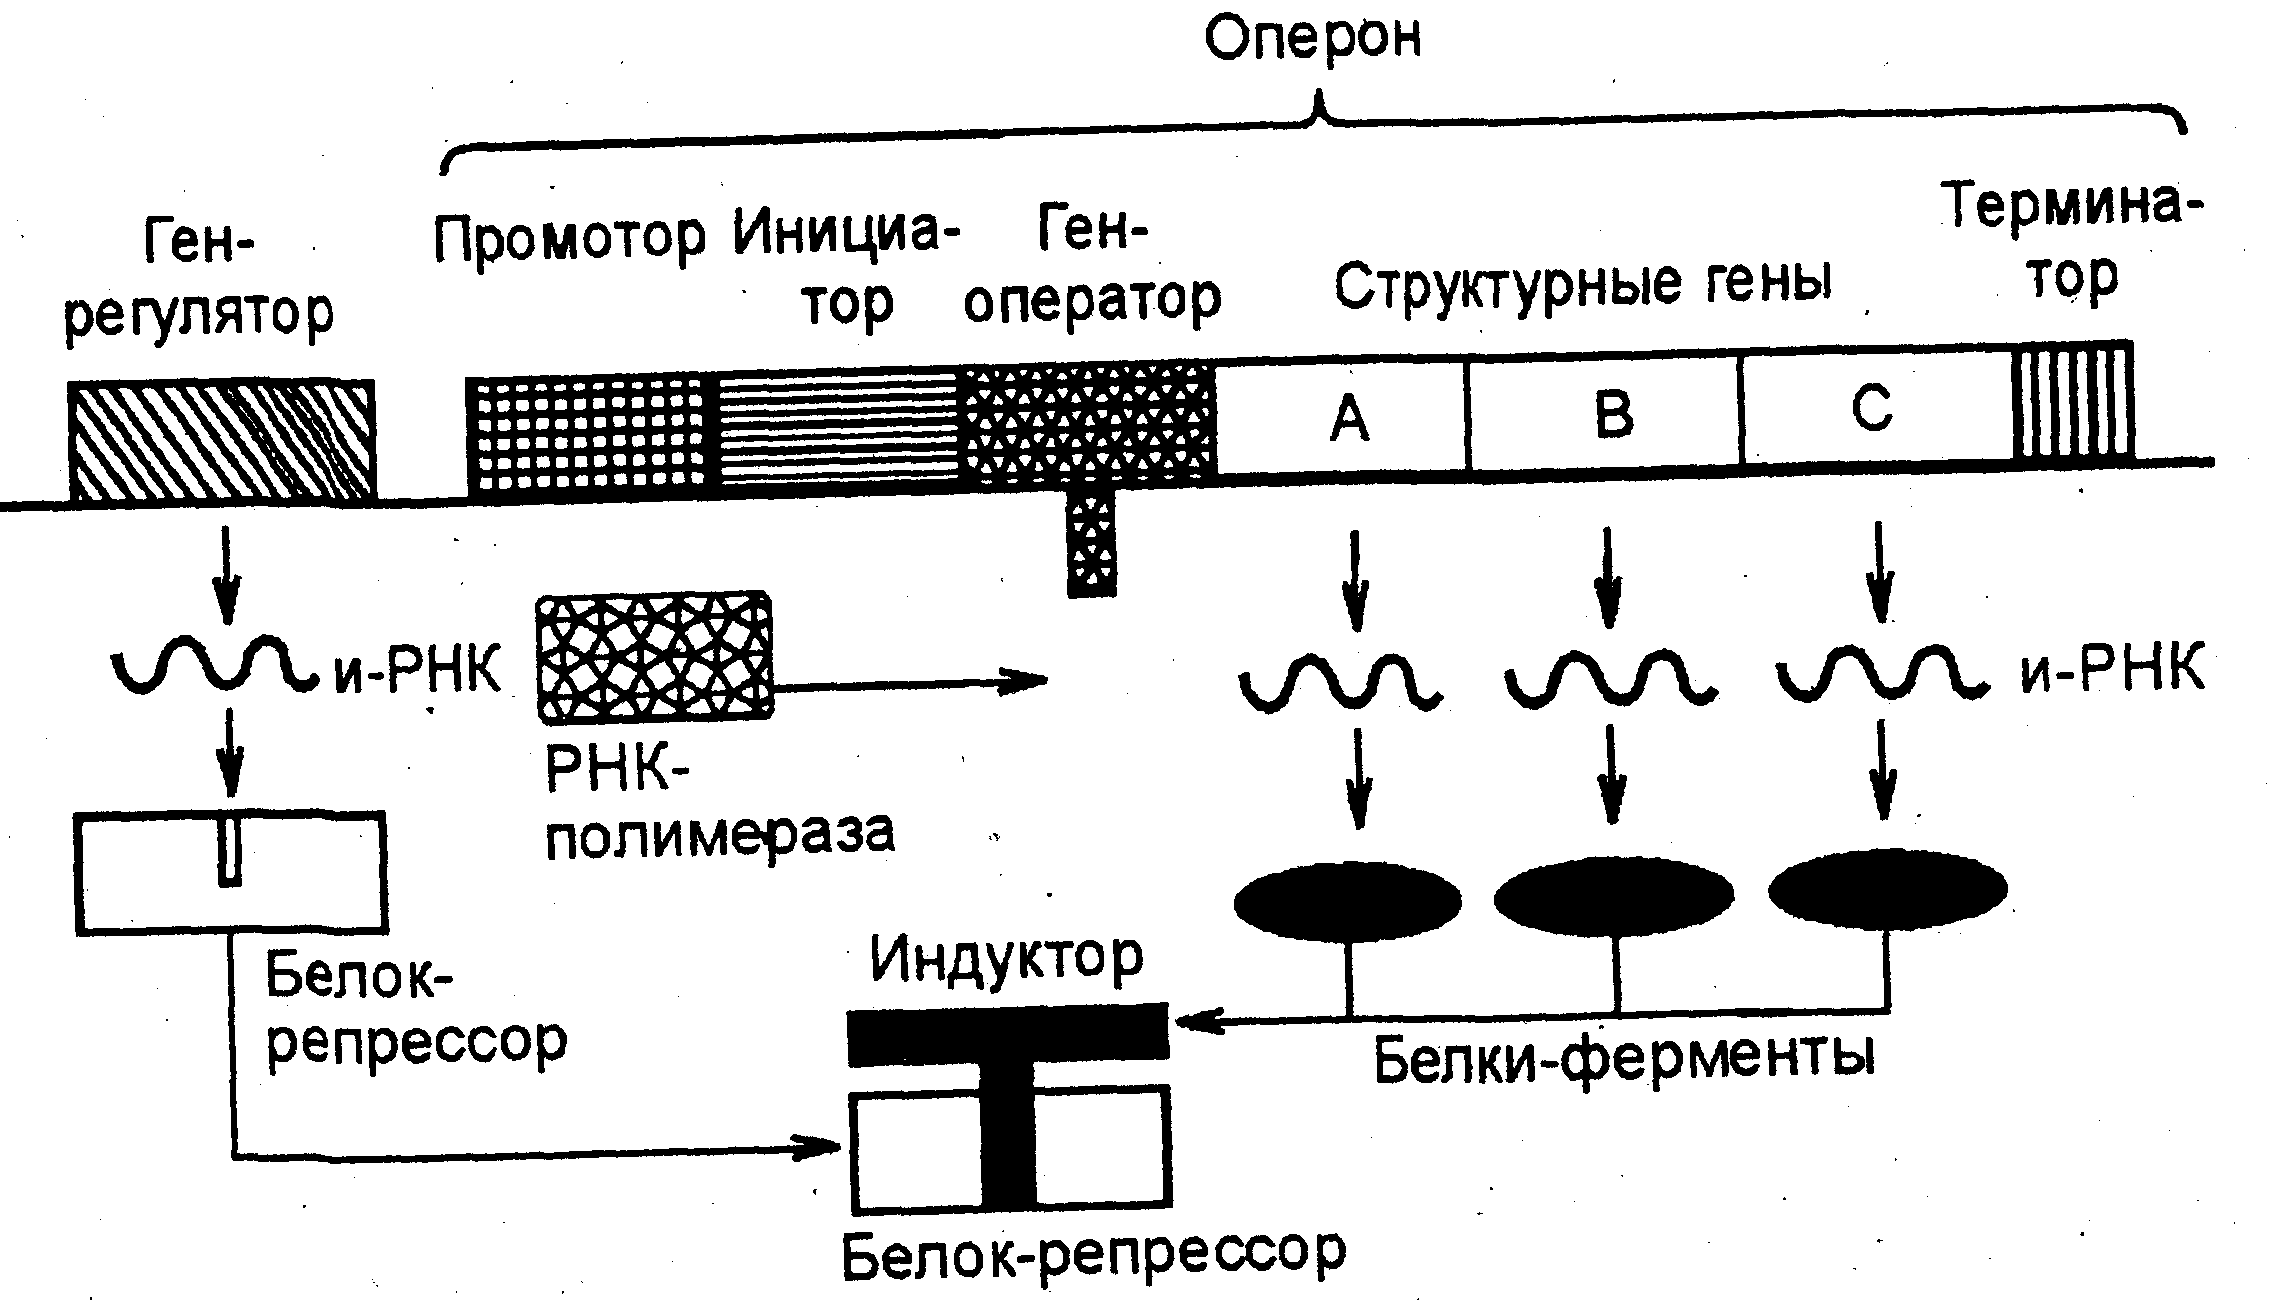 Оперон
Ген-
регулятор
Промотор
Инициа-
тор
Ген-
оператор
Структурные гены
Термина-
тор
A
B
C
и-РНК
РНК-
полимераза
и-РНК
Белок-
репрессор
Индуктор
Белки-ферменты
Белок-репрессор